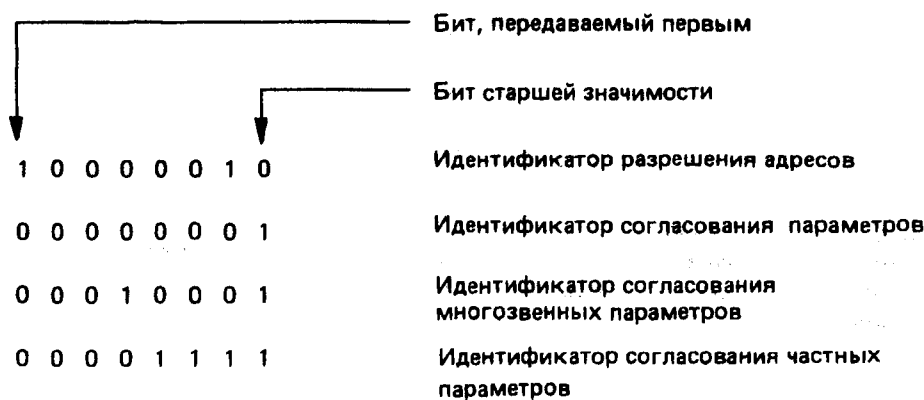 Бит, передаваемый первым
Бит старшей значимости
1 0 0 0 0 0 1 0 Идентификатор разрешения адресов
0 0 0 0 0 0 0 1 Идентификатор согласования параметров
0 0 0 1 0 0 0 1 Идентификатор согласования
многозвенных параметров
0 0 0 0 1 1 1 1 Идентификатор согласования частных
параметров